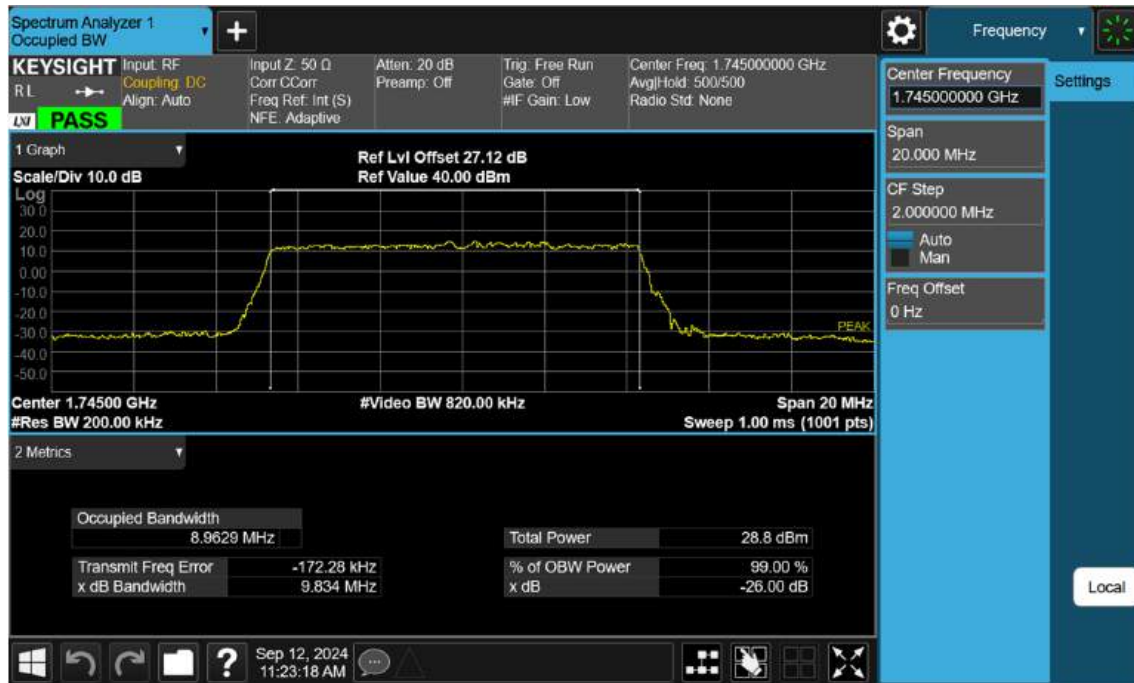 Spectrum Analyzer 1
Occupied BW
+
Frequency
KEYSIGHT
RL
LXI PASS
Input: RF
Coupling: DC
Align: Auto
Input Z: 50 Ω
Corr CCorr
Freq Ref: Int (S)
NFE: Adaptive
Atten: 20 dB
Preamp: Off
Trig: Free Run
Gate: Off
#IF Gain: Low
Center Freq: 1.745000000 GHz
Avg|Hold: 500/500
Radio Std: None
1 Graph
Scale/Div 10.0 dB
Ref Lvl Offset 27.12 dB
Ref Value 40.00 dBm
Log
30.0
20.0
10.0
0.00
-10.0
-20.0
-30.0
-40.0
-50.0
PEAK
Center 1.74500 GHz
#Video BW 820.00 kHz
Span 20 MHz
#Res BW 200.00 kHz
Sweep 1.00 ms (1001 pts)
2 Metrics
Occupied Bandwidth
8.9629 MHz
Total Power 28.8 dBm
Transmit Freq Error -172.28 kHz
% of OBW Power 99.00 %
x dB Bandwidth 9.834 MHz
x dB -26.00 dB
Center Frequency
1.745000000 GHz
Settings
Span
20.000 MHz
CF Step
2.000000 MHz
Auto
Man
Freq Offset
0 Hz
Local
?
Sep 12, 2024
11:23:18 AM